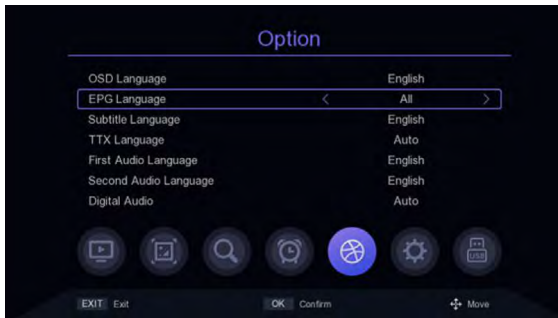 Option
OSD Language English
EPG Language < All >
Subtitle Language English
TTX Language Auto
First Audio Language English
Second Audio Language English
Digital Audio Auto
USB
EXIT Exit OK Confirm Move